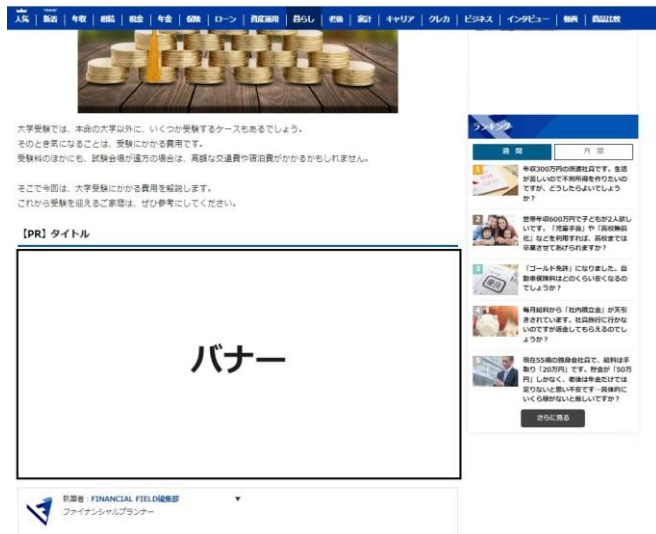 人気 | 新着 | 年収 | 相続 | 税金 | 年金 | 保険 | ローン | 資産運用 | 暮らし | 老後 | 家計 | キャリア | クレカ | ビジネス | インタビュー | 動画 | 商品比較
大学受験では、本命の大学以外に、いくつか受験するケースもあるでしょう。
そのとき気になることは、受験にかかる費用です。
受験料のほかにも、試験会場が遠方の場合は、高額な交通費や宿泊費がかかるかもしれません。
そこで今回は、大学受験にかかる費用を解説します。
これから受験を迎えるご家庭は、ぜひ参考にしてください。
【PR】タイトル
バナー
執筆者 : FINANCIAL FIELD編集部 ▼
ファイナンシャルプランナー
ランキング
週 間
月 間
1
年収300万円の派遣社員です。生活
が苦しいので不労所得を作りたいの
ですが、どうしたらよいでしょう
か？
2
世帯年収600万円で子どもが2人欲し
いです。「児童手当」や「高校無償
化」などを利用すれば、高校までは
卒業させてあげられますか？
3
「ゴールド免許」になりました。自
動車保険料はどのくらい安くなるの
でしょうか？
4
毎月給料から「社内積立金」が天引
きされています。社員旅行に行かな
いのですが返金してもらえるのでし
ょうか？
5
現在55歳の独身会社員で、給料は手
取り「20万円」です。貯金が「50万
円」しかなく、老後は年金だけでは
足りないと思い不安です…具体的に
いくら稼がないと厳しいですか？
さらに見る